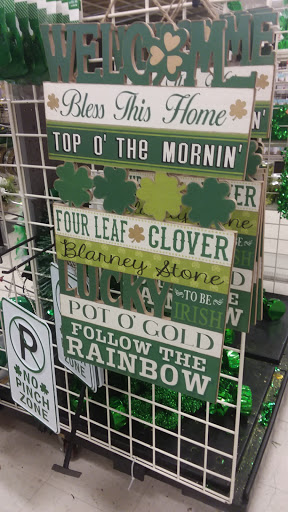 WELCOME
Bless This Home
TOP O' THE MORNIN'
FOUR LEAF CLOVER
Blarney Stone
LUCKY TO BE IRISH
POT O' GOLD
FOLLOW THE
RAINBOW
P
NO
PINCH
ZONE